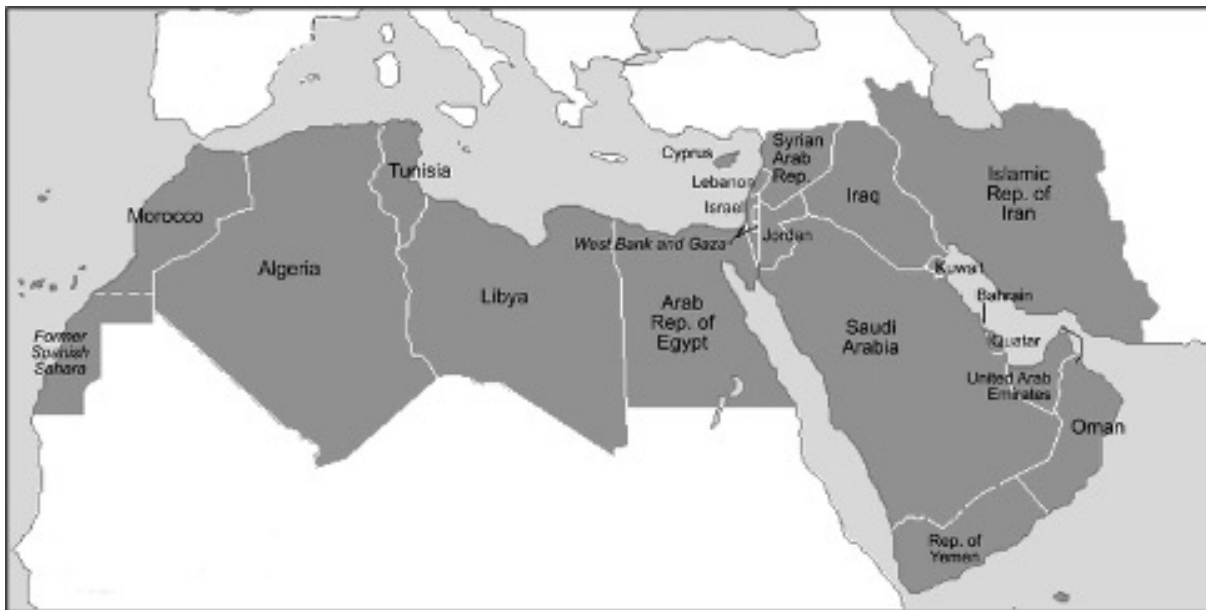 Morocco
Algeria
Tunisia
Libya
Former
Spanish
Sahara
Arab
Rep. of
Egypt
Cyprus
Lebanon
Israel
West Bank and Gaza
Jordan
Syrian
Arab
Rep.
Iraq
Islamic
Rep. of
Iran
Kuwait
Bahrain
Quatar
Saudi
Arabia
United Arab
Emirates
Oman
Rep. of
Yemen